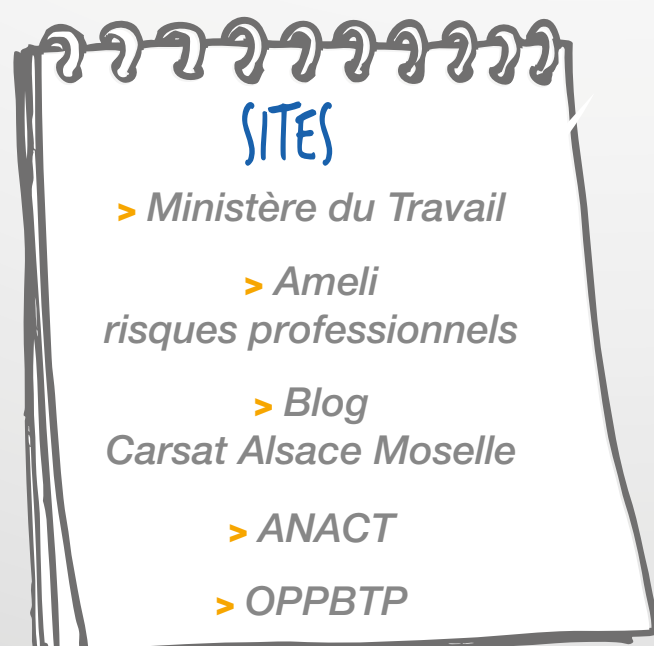 SITES
> Ministère du Travail
> Ameli
risques professionnels
> Blog
Carsat Alsace Moselle
> ANACT
> OPPBTP